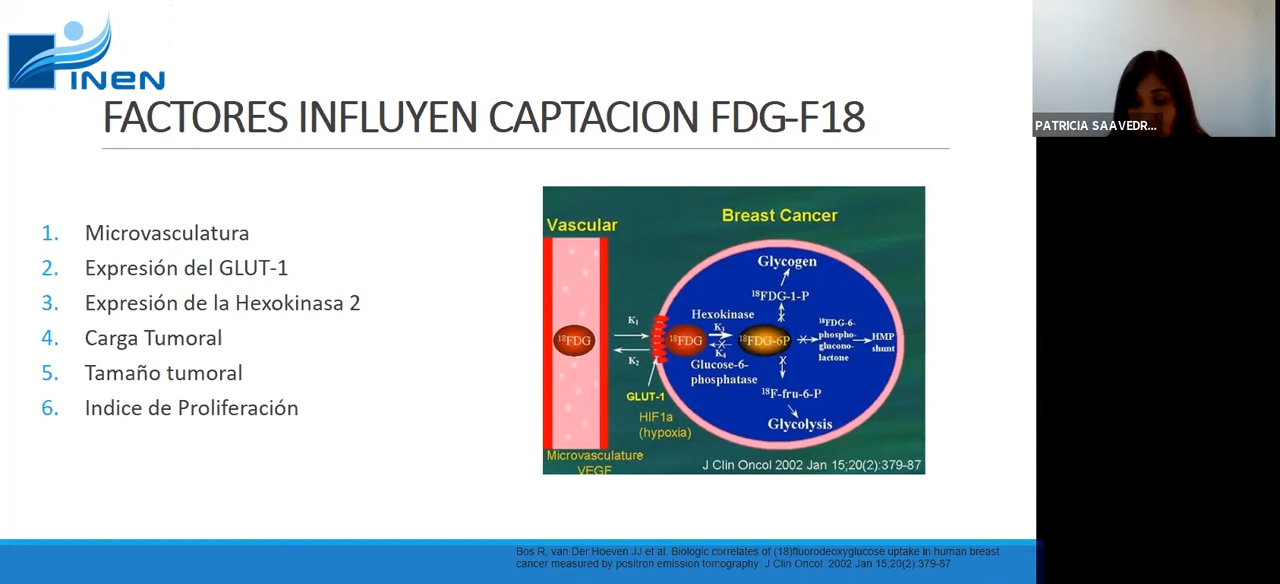 INEN
FACTORES INFLUYEN CAPTACION FDG-F18
PATRICIA SAAVEDR...
1. Microvasculatura
2. Expresión del GLUT-1
3. Expresión de la Hexokinasa 2
4. Carga Tumoral
5. Tamaño tumoral
6. Indice de Proliferación
Vascular
Breast Cancer
Glycogen
18FDG-1-P
Hexokinase
K1
K3
18FDG
18FDG
18FDG-6P
18FDG-6-
phospho-
glucono-
lactone
HMP
shunt
K2
K4
Glucose-6-
phosphatase
GLUT-1
18F-fru-6-P
HIF1a
(hypoxia)
Glycolysis
Microvasculature
VEGF
J Clin Oncol 2002 Jan 15;20(2):379-87
Bos R, van Der Hoeven JJ et al. Biologic correlates of (18)fluorodeoxyglucose uptake in human breast
cancer measured by positron emission tomography. J Clin Oncol. 2002 Jan 15;20(2):379-87